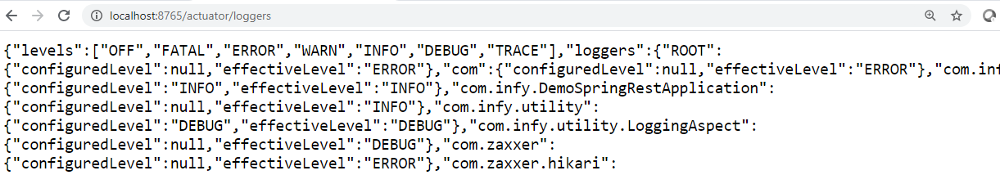 localhost:8765/actuator/loggers
{"levels":["OFF","FATAL","ERROR","WARN","INFO","DEBUG","TRACE"],"loggers":{"ROOT":
{"configuredLevel":null,"effectiveLevel":"ERROR"},"com":{"configuredLevel":null,"effectiveLevel":"ERROR"},"com.inf
{"configuredLevel":"INFO","effectiveLevel":"INFO"},"com.infy.DemoSpringRestApplication":
{"configuredLevel":null,"effectiveLevel":"INFO"},"com.infy.utility":
{"configuredLevel":"DEBUG","effectiveLevel":"DEBUG"},"com.infy.utility.LoggingAspect":
{"configuredLevel":null,"effectiveLevel":"DEBUG"},"com.zaxxer":
{"configuredLevel":null,"effectiveLevel":"ERROR"},"com.zaxxer.hikari":